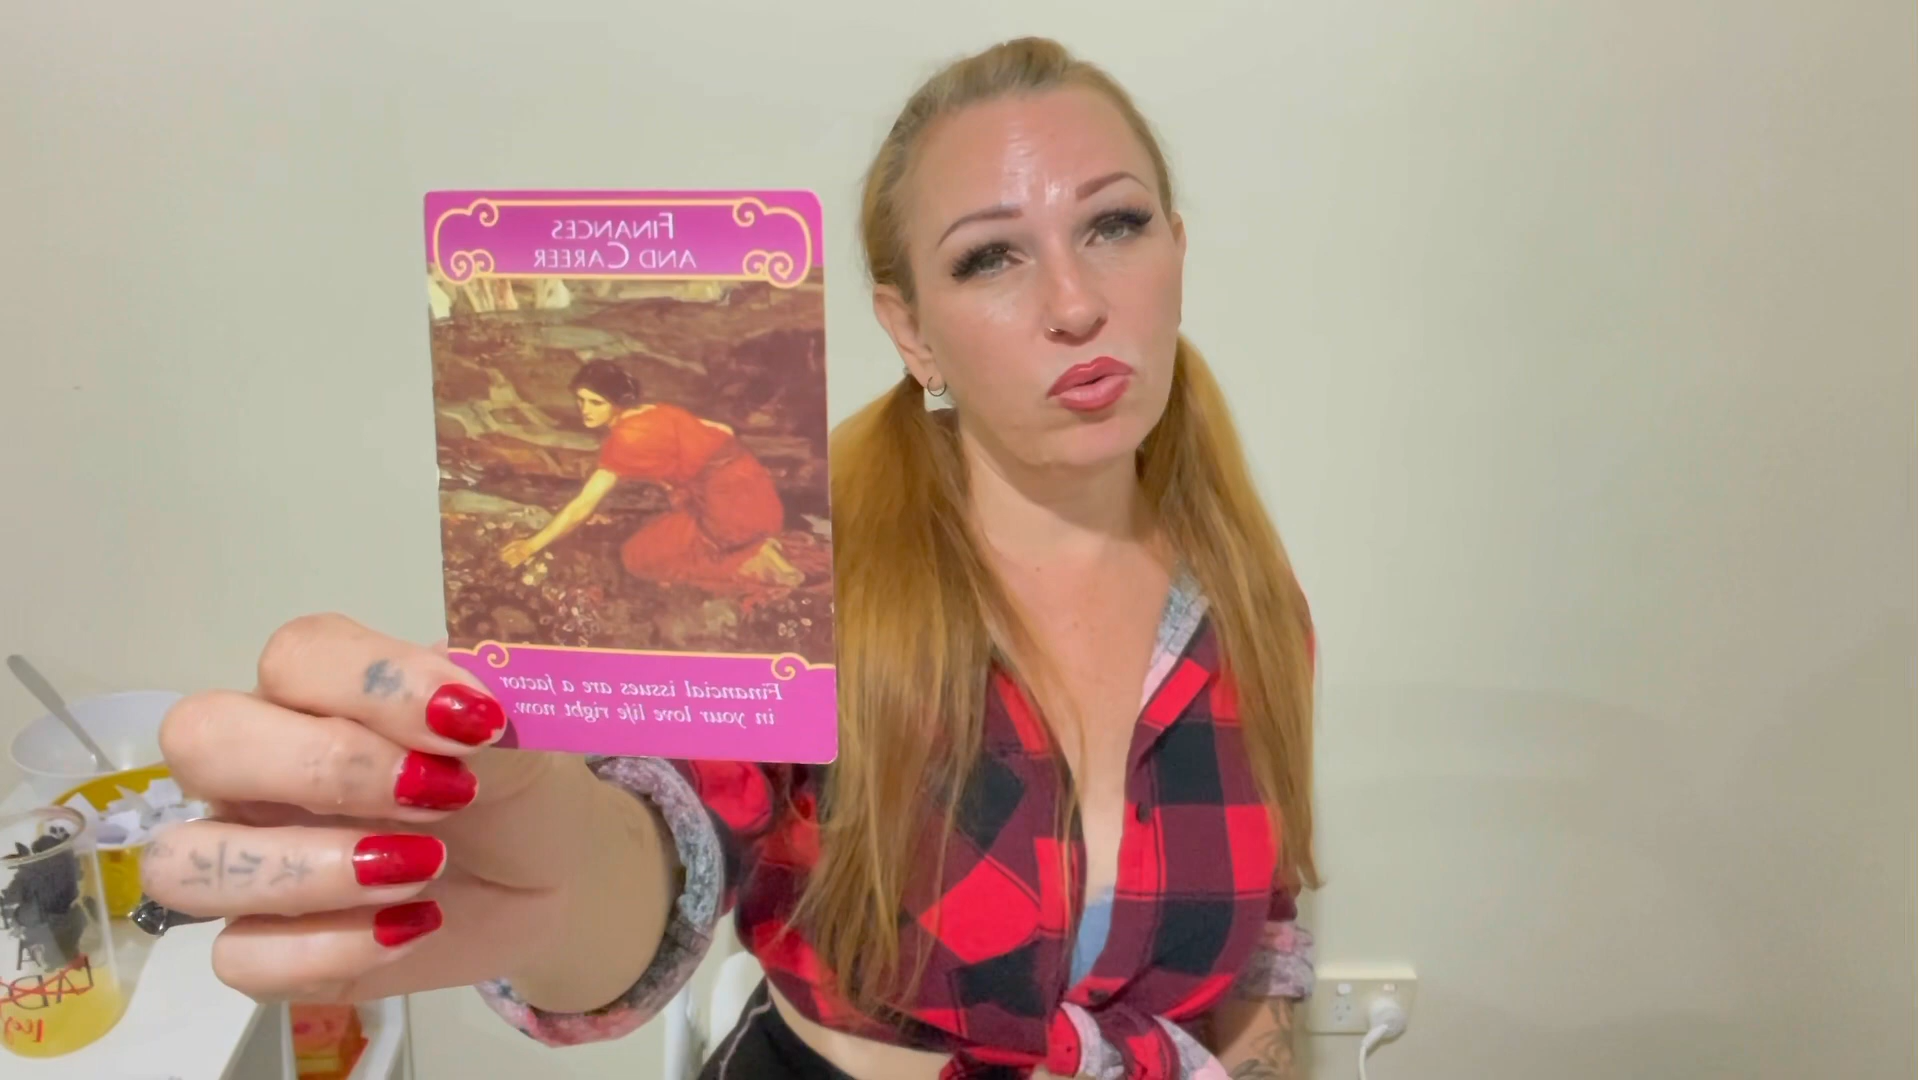 Finances
and Career
Financial issues are a factor
in your love life right now.